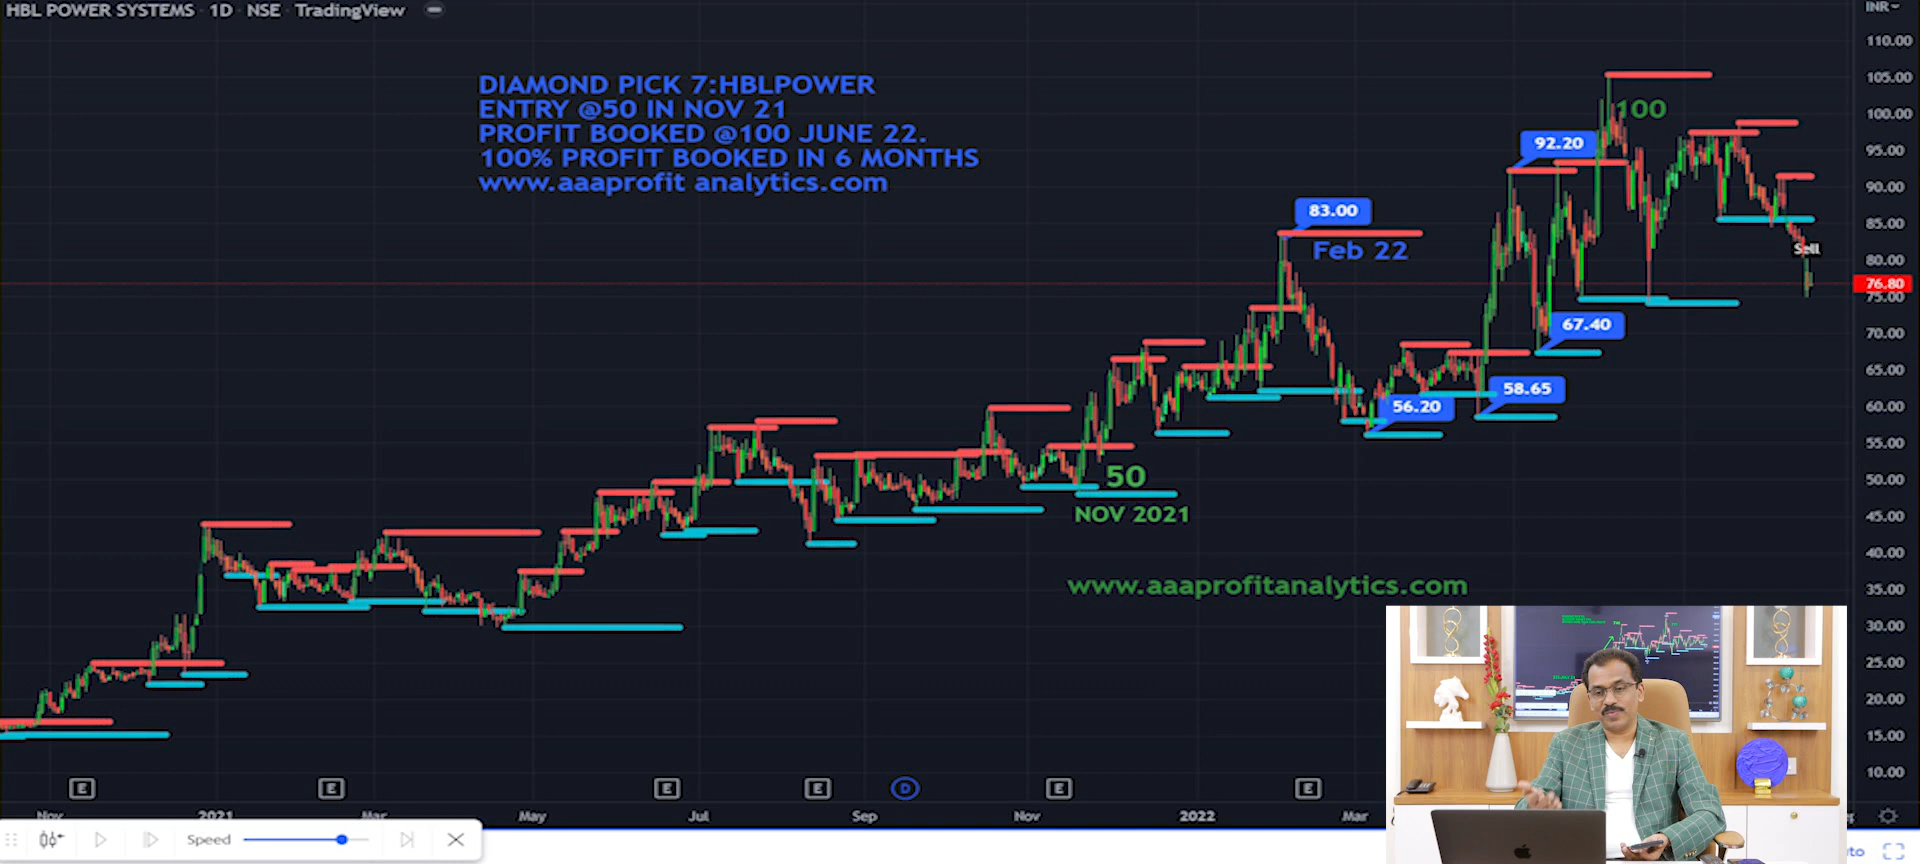 HBL POWER SYSTEMS 1D NSE TradingView
INR
110.00
DIAMOND PICK 7:HBLPOWER
ENTRY @50 IN NOV 21
PROFIT BOOKED @100 JUNE 22.
100% PROFIT BOOKED IN 6 MONTHS
www.aaaprofit analytics.com
105.00
100
100.00
92.20
95.00
90.00
83.00
Feb 22
85.00
Sell
80.00
76.80
75.00
67.40
70.00
65.00
58.65
56.20
60.00
55.00
50
50.00
NOV 2021
45.00
40.00
www.aaaprofitanalytics.com
35.00
30.00
25.00
20.00
15.00
10.00
E E E E D E E
Nov 2021 Mar May Jul Sep Nov 2022 Mar
Speed